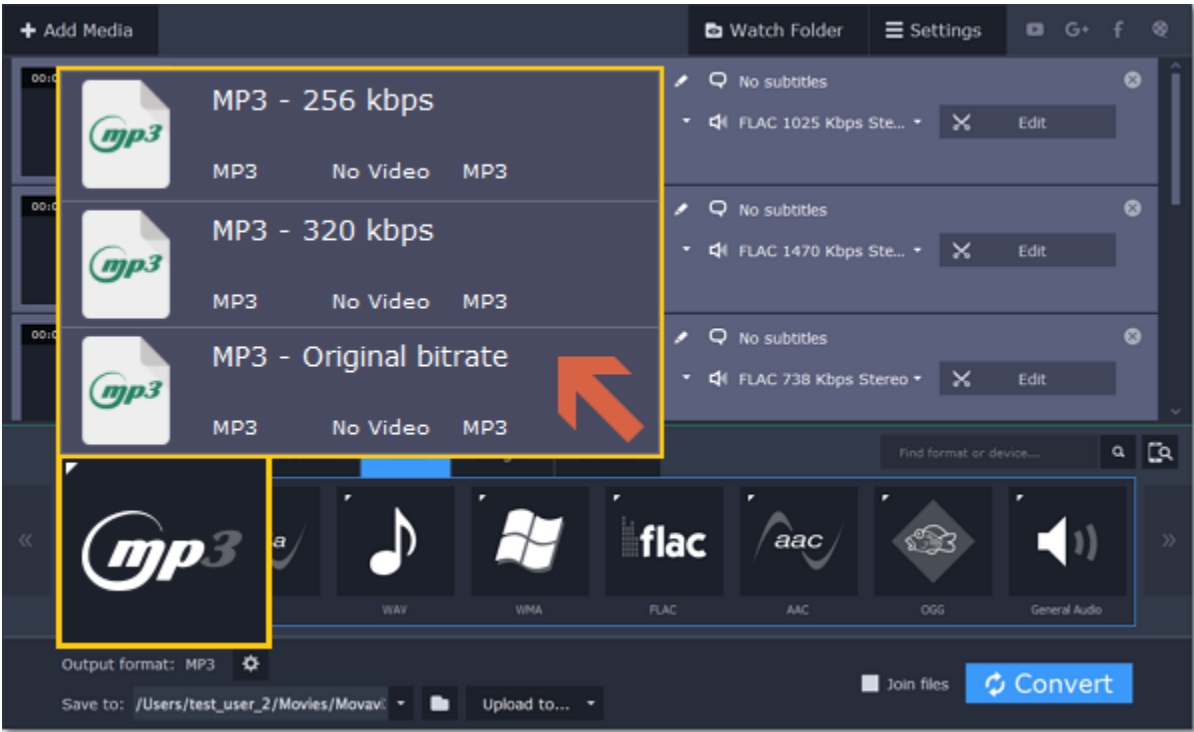 Add Media
Watch Folder
Settings
G+
f
MP3 - 256 kbps
mp3
MP3 No Video MP3
No subtitles
FLAC 1025 Kbps Ste...
Edit
MP3 - 320 kbps
mp3
MP3 No Video MP3
No subtitles
FLAC 1470 Kbps Ste...
Edit
MP3 - Original bitrate
mp3
MP3 No Video MP3
No subtitles
FLAC 738 Kbps Stereo
Edit
Find format or device....
mp3
a
flac
aac
WAV
WMA
FLAC
AAC
OGG
General Audio
Output format: MP3
Save to: /Users/test_user_2/Movies/Movavi
Upload to...
Join files
Convert